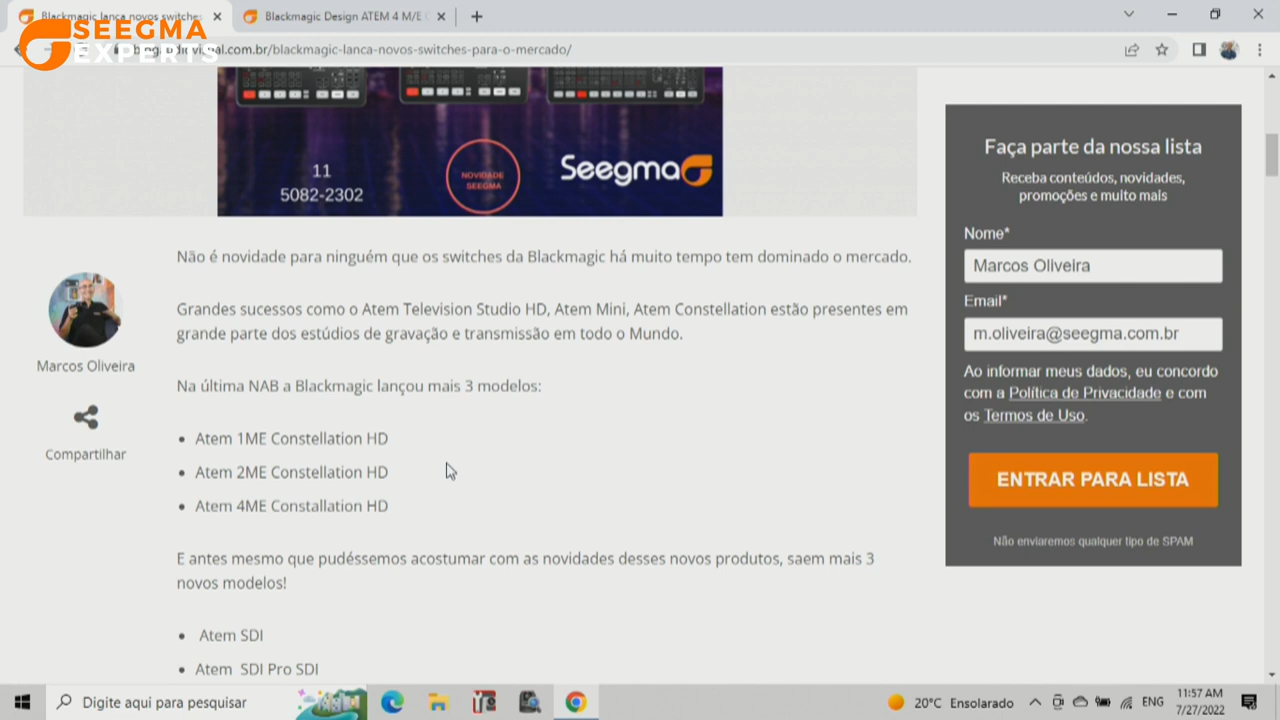 Blackmagic lança novos switches
Blackmagic Design ATEM 4 M/E C
SEEGMA
EXPERTS
.com.br/blackmagic-lanca-novos-switches-para-o-mercado/
11
5082-2302
NOVIDADE
SEEGMA
Seegma
Não é novidade para ninguém que os switches da Blackmagic há muito tempo tem dominado o mercado.
Grandes sucessos como o Atem Television Studio HD, Atem Mini, Atem Constellation estão presentes em
grande parte dos estúdios de gravação e transmissão em todo o Mundo.
Na última NAB a Blackmagic lançou mais 3 modelos:
• Atem 1ME Constellation HD
• Atem 2ME Constellation HD
• Atem 4ME Constallation HD
E antes mesmo que pudéssemos acostumar com as novidades desses novos produtos, saem mais 3
novos modelos!
• Atem SDI
• Atem SDI Pro SDI
Marcos Oliveira
Compartilhar
Faça parte da nossa lista
Receba conteúdos, novidades,
promoções e muito mais
Nome*
Marcos Oliveira
Email*
m.oliveira@seegma.com.br
Ao informar meus dados, eu concordo
com a Política de Privacidade e com
os Termos de Uso.
ENTRAR PARA LISTA
Não enviaremos qualquer tipo de SPAM
Digite aqui para pesquisar
20°C Ensolarado
ENG
11:57 AM
7/27/2022